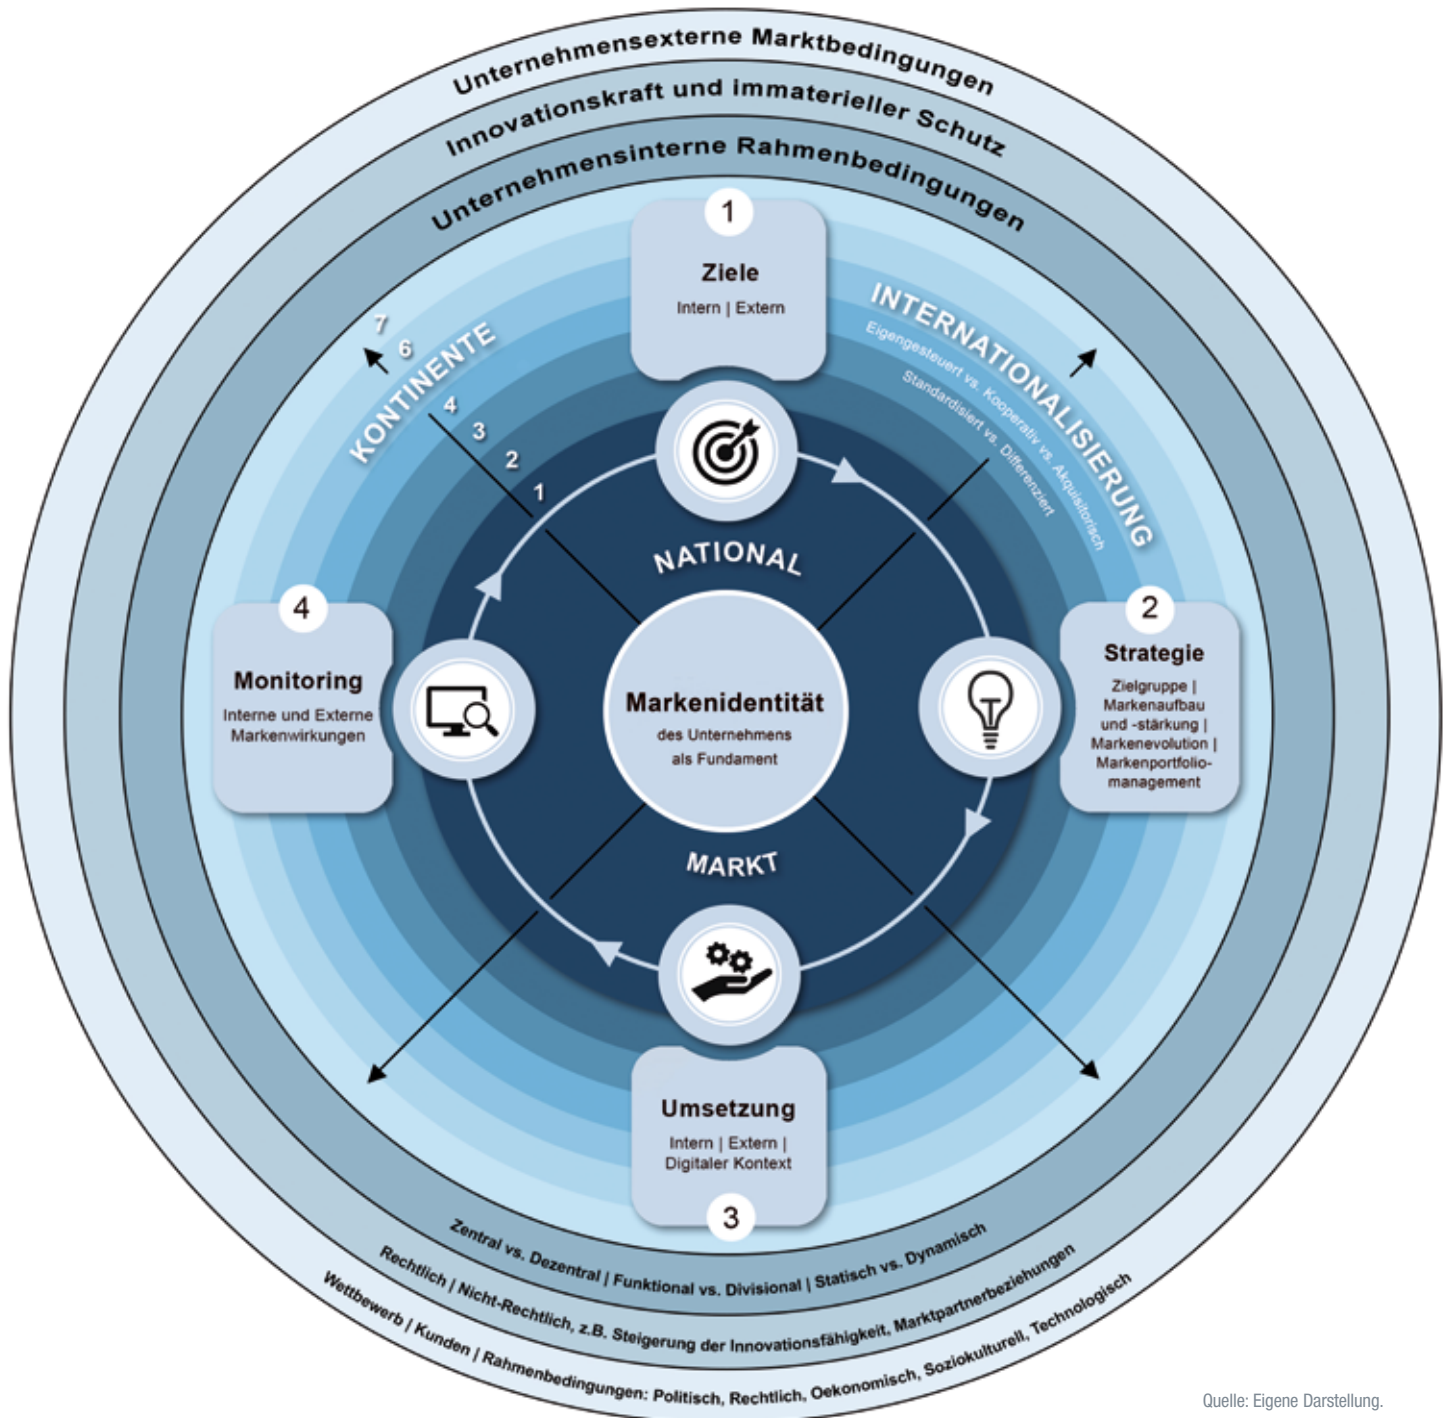 Unternehmensexterne Marktbedingungen
Innovationskraft und immaterieller Schutz
Unternehmensinterne Rahmenbedingungen
1
Ziele
Intern | Extern
KONTINENTE
7
6
4
3
2
1
INTERNATIONALISIERUNG
Eigengesteuert vs. Kooperativ vs. Akquisitorisch
Standardisiert vs. Differenziert
NATIONAL
4
Monitoring
Interne und Externe
Markenwirkungen
Markenidentität
des Unternehmens
als Fundament
2
Strategie
Zielgruppe |
Markenaufbau
und -stärkung |
Markenevolution |
Markenportfolio-
management
MARKT
Umsetzung
Intern | Extern |
Digitaler Kontext
3
Zentral vs. Dezentral | Funktional vs. Divisional | Statisch vs. Dynamisch
Rechtlich | Nicht-Rechtlich, z.B. Steigerung der Innovationsfähigkeit, Marktpartnerbeziehungen
Wettbewerb | Kunden | Rahmenbedingungen: Politisch, Rechtlich, Oekonomisch, Soziokulturell, Technologisch
Quelle: Eigene Darstellung.